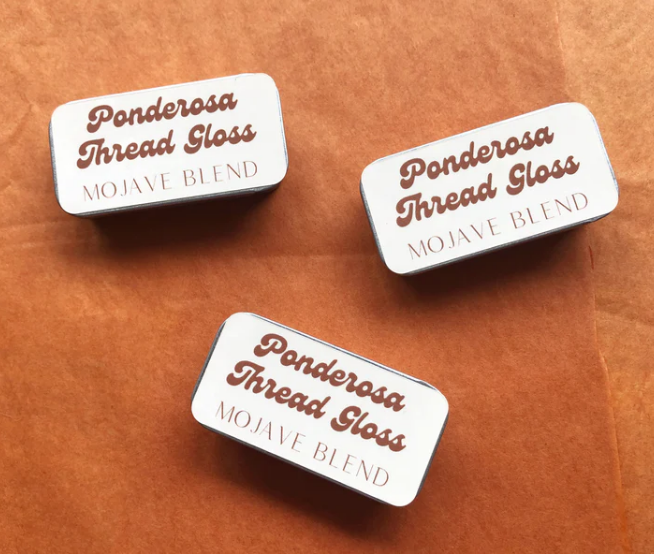 Ponderosa
Thread Gloss
MOJAVE BLEND
Ponderosa
Thread Gloss
MOJAVE BLEND
Ponderosa
Thread Gloss
MOJAVE BLEND